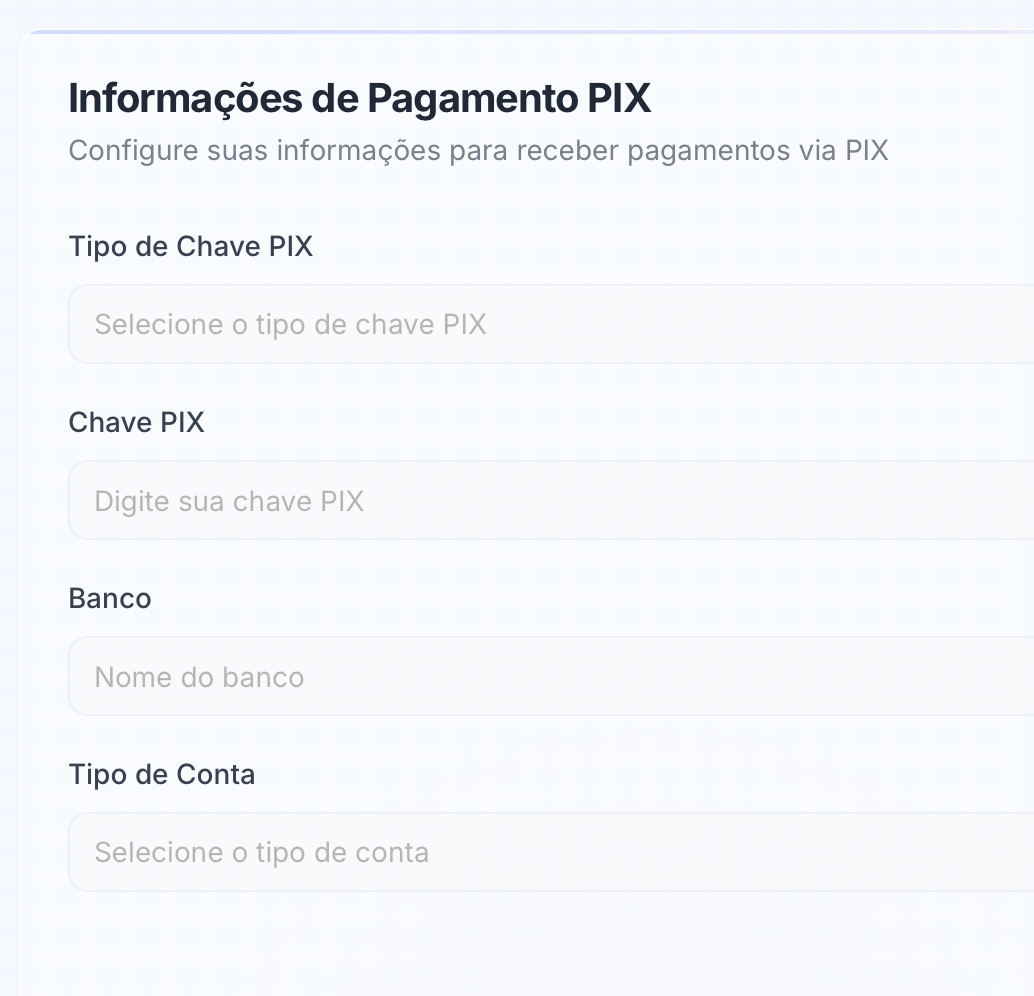 Informações de Pagamento PIX
Configure suas informações para receber pagamentos via PIX
Tipo de Chave PIX
Selecione o tipo de chave PIX
Chave PIX
Digite sua chave PIX
Banco
Nome do banco
Tipo de Conta
Selecione o tipo de conta